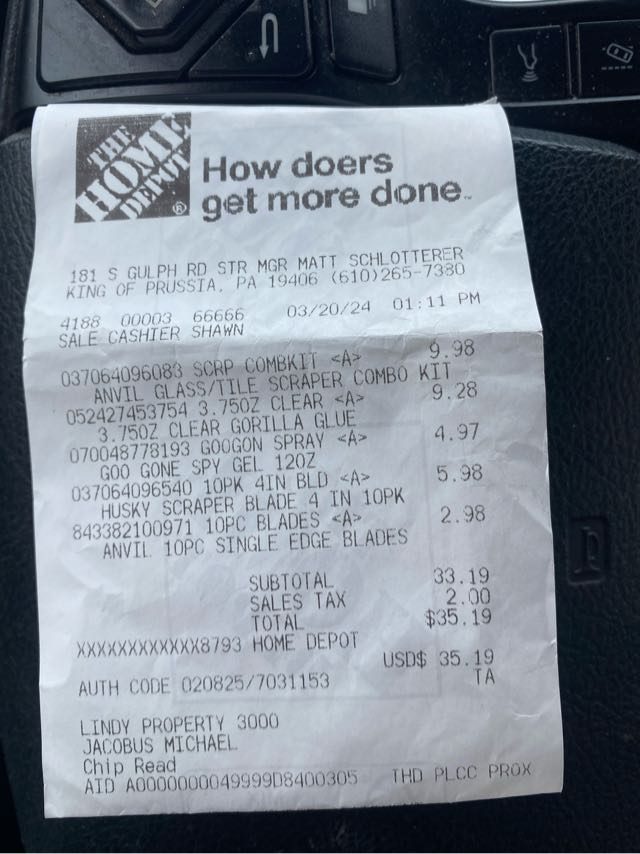 THE
HOME
DEPOT
®
How doers
get more done.™
181 S GULPH RD STR MGR MATT SCHLOTTERER
KING OF PRUSSIA, PA 19406 (610)265-7380
4188 00003 66666 03/20/24 01:11 PM
SALE CASHIER SHAWN
037064096083 SCRP COMBKIT <A> 9.98
ANVIL GLASS/TILE SCRAPER COMBO KIT
052427453754 3.75OZ CLEAR <A> 9.28
3.75OZ CLEAR GORILLA GLUE
070048778193 GOOGON SPRAY <A> 4.97
GOO GONE SPY GEL 12OZ
037064096540 10PK 4IN BLD <A> 5.98
HUSKY SCRAPER BLADE 4 IN 10PK
843382100971 10PC BLADES <A> 2.98
ANVIL 10PC SINGLE EDGE BLADES
SUBTOTAL 33.19
SALES TAX 2.00
TOTAL $35.19
XXXXXXXXXXXX8793 HOME DEPOT
USD$ 35.19
AUTH CODE 020825/7031153 TA
LINDY PROPERTY 3000
JACOBUS MICHAEL
Chip Read
AID A0000000049999D8400305 THD PLCC PROX